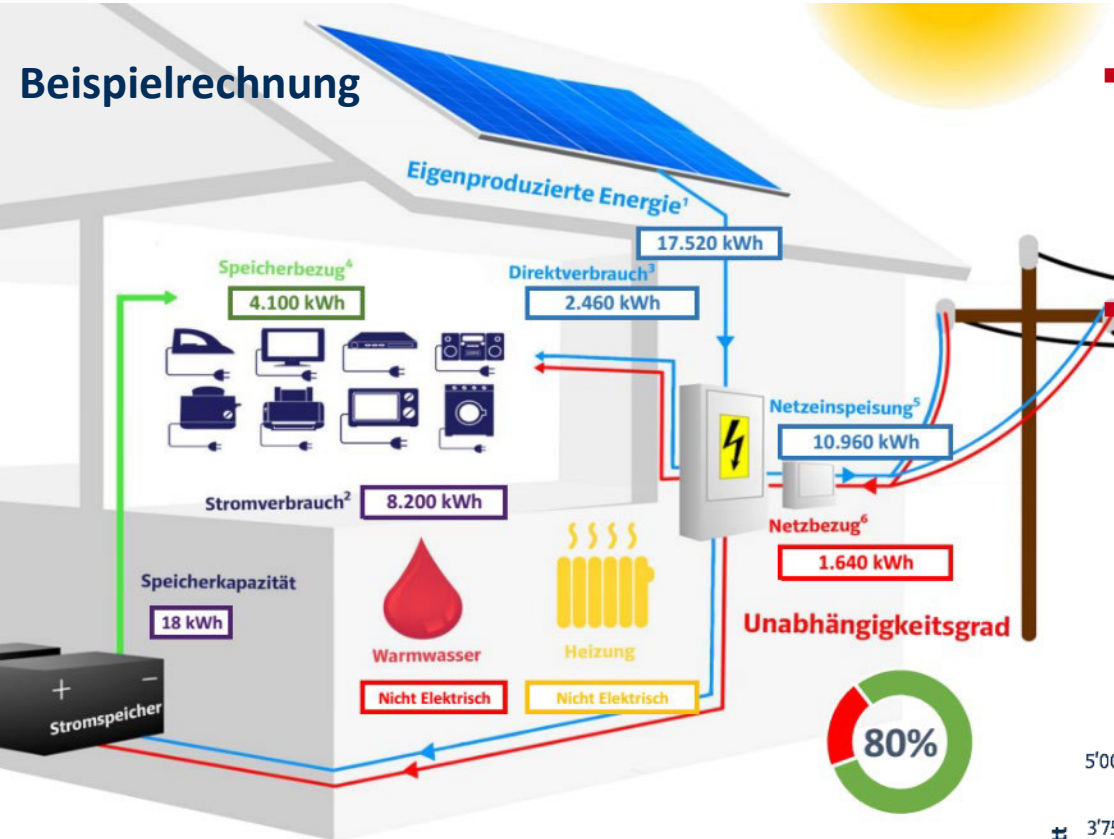 Beispielrechnung
Eigenproduzierte Energie¹
17.520 kWh
Speicherbezug⁴
4.100 kWh
Direktverbrauch³
2.460 kWh
Netzeinspeisung⁵
10.960 kWh
Stromverbrauch²
8.200 kWh
Netzbezug⁶
1.640 kWh
Speicherkapazität
18 kWh
Warmwasser
Nicht Elektrisch
Heizung
Nicht Elektrisch
Unabhängigkeitsgrad
80%
+ −
Stromspeicher